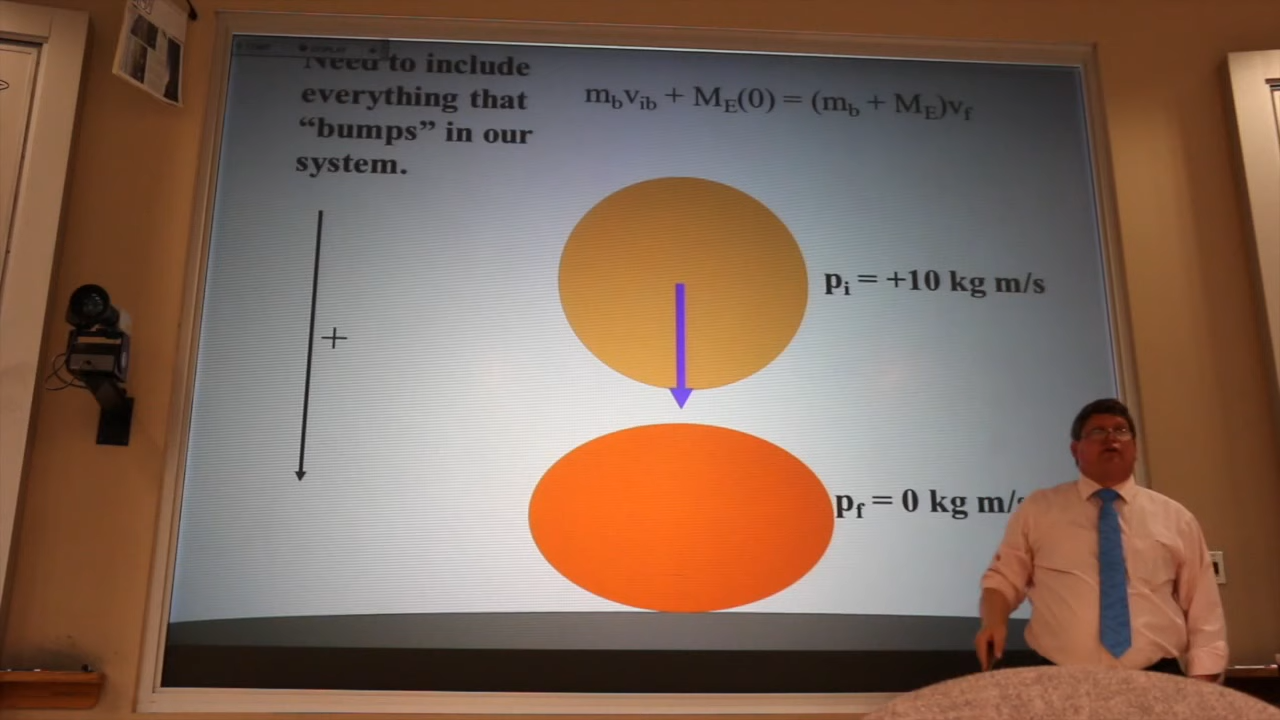 Need to include
everything that
“bumps” in our
system.
m_b v_ib + M_E(0) = (m_b + M_E)v_f
+
p_i = +10 kg m/s
p_f = 0 kg m/